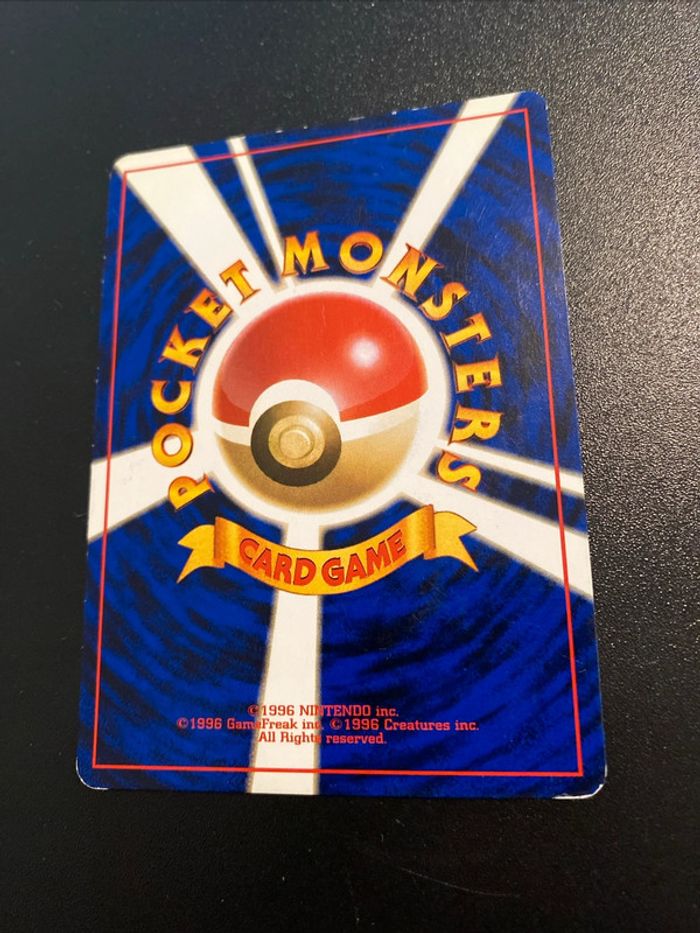 POCKET MONSTERS
CARD GAME
©1996 NINTENDO inc.
©1996 GameFreak inc. ©1996 Creatures inc.
All Rights reserved.